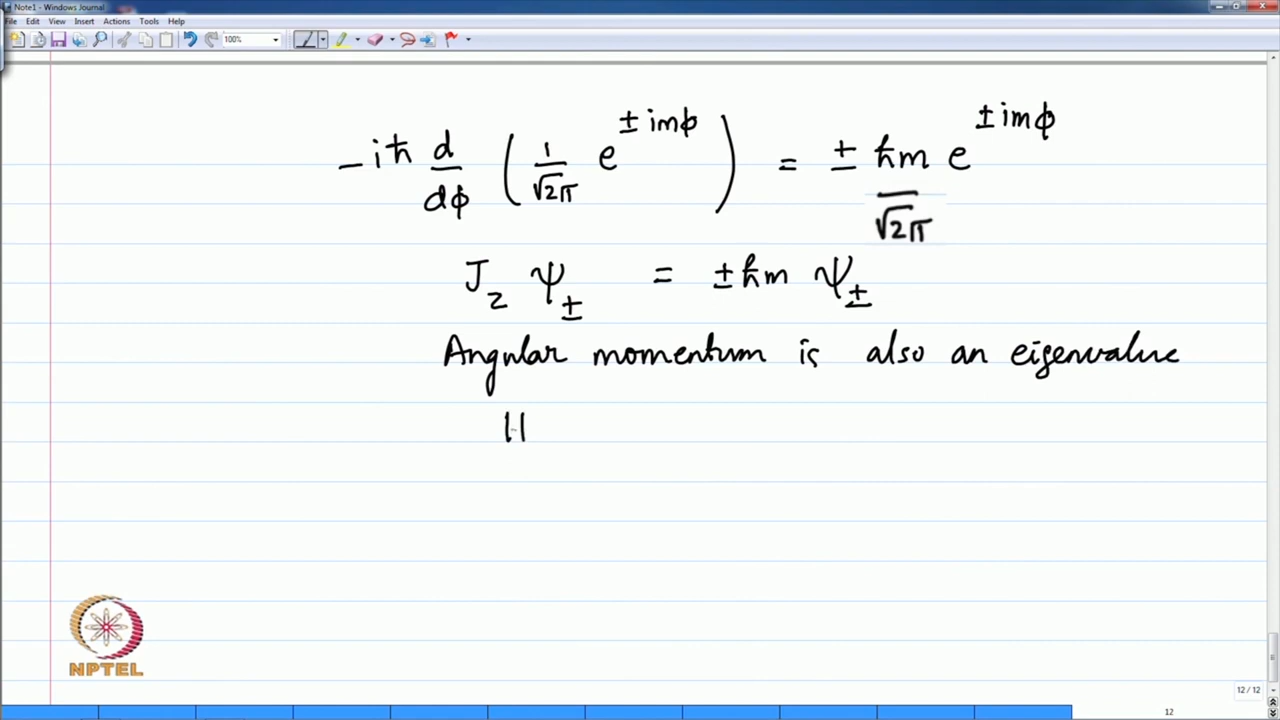 Note1 - Windows Journal
File Edit View Insert Actions Tools Help
100%
-iħ d/dϕ ( 1/√2π e^{± imϕ} ) = ± ħm/√2π e^{± imϕ}
J_z ψ_± = ± ħm ψ_±
Angular momentum is also an eigenvalue
H
NPTEL
12 / 12
12